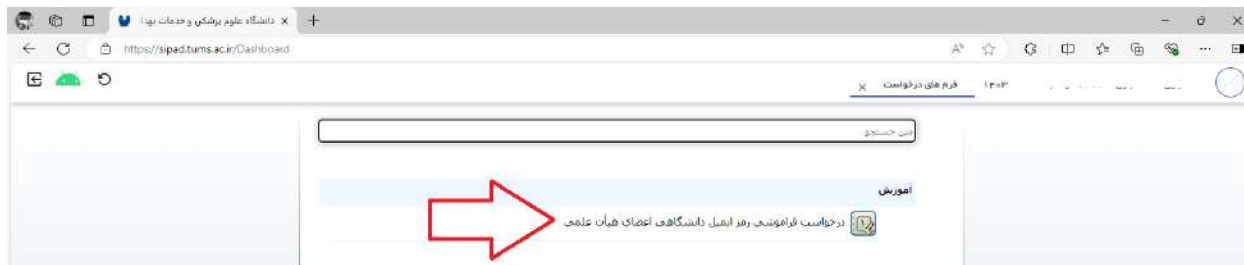 دانشگاه علوم پزشکی و خدمات بهدا
https://sipad.tums.ac.ir/Dashboard
فرم های درخواست
۱۴۰۳
متن جستجو
آموزش
درخواست فراموشی رمز ایمیل دانشگاهی اعضای هیأت علمی